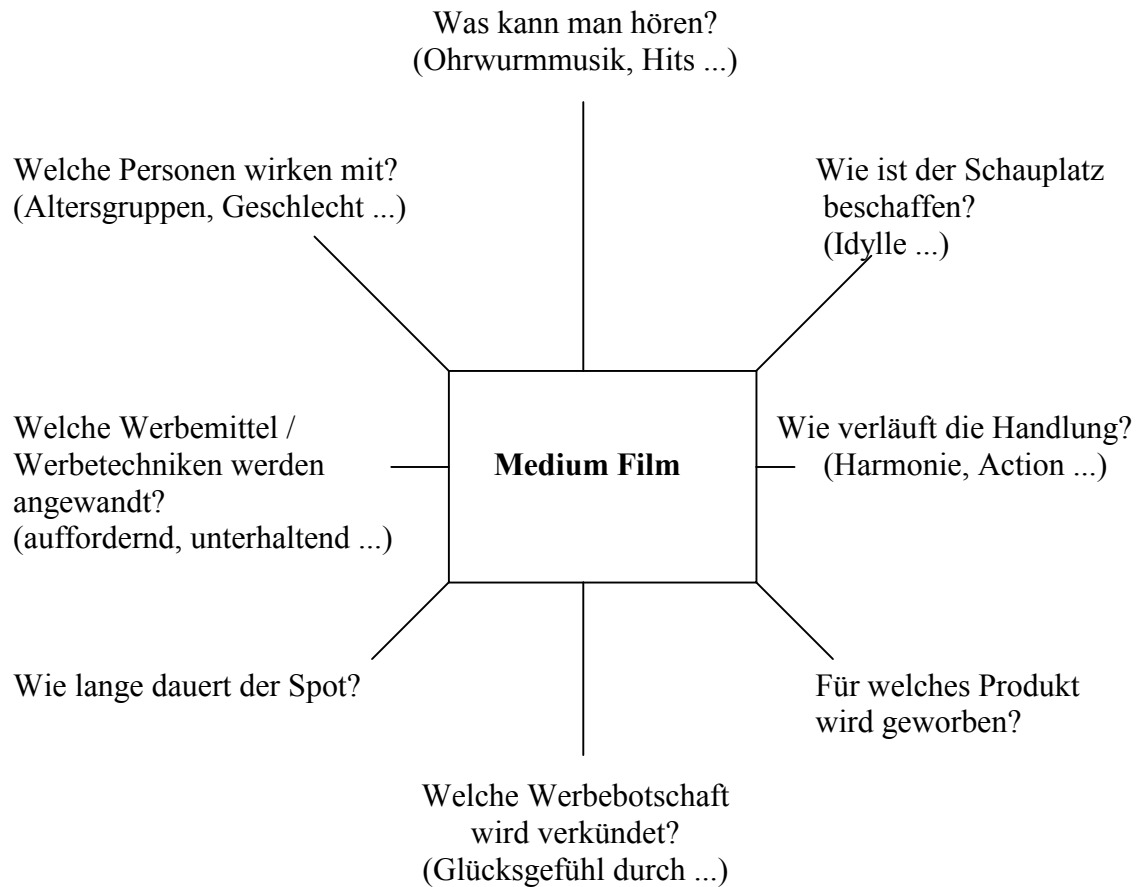 Was kann man hören?
(Ohrwurmmusik, Hits ...)
Welche Personen wirken mit?
(Altersgruppen, Geschlecht ...)
Wie ist der Schauplatz
beschaffen?
(Idylle ...)
Welche Werbemittel /
Werbetechniken werden
angewandt?
(auffordernd, unterhaltend ...)
Medium Film
Wie verläuft die Handlung?
(Harmonie, Action ...)
Wie lange dauert der Spot?
Für welches Produkt
wird geworben?
Welche Werbebotschaft
wird verkündet?
(Glücksgefühl durch ...)